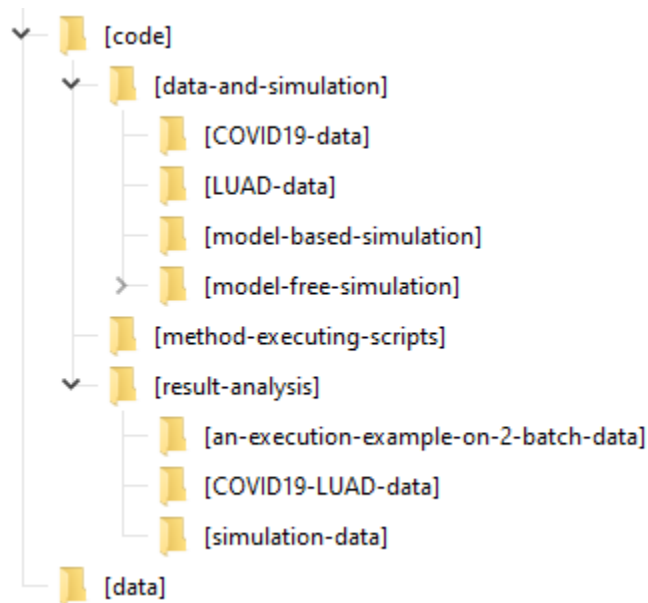 [code]
[data-and-simulation]
[COVID19-data]
[LUAD-data]
[model-based-simulation]
[model-free-simulation]
[method-executing-scripts]
[result-analysis]
[an-execution-example-on-2-batch-data]
[COVID19-LUAD-data]
[simulation-data]
[data]